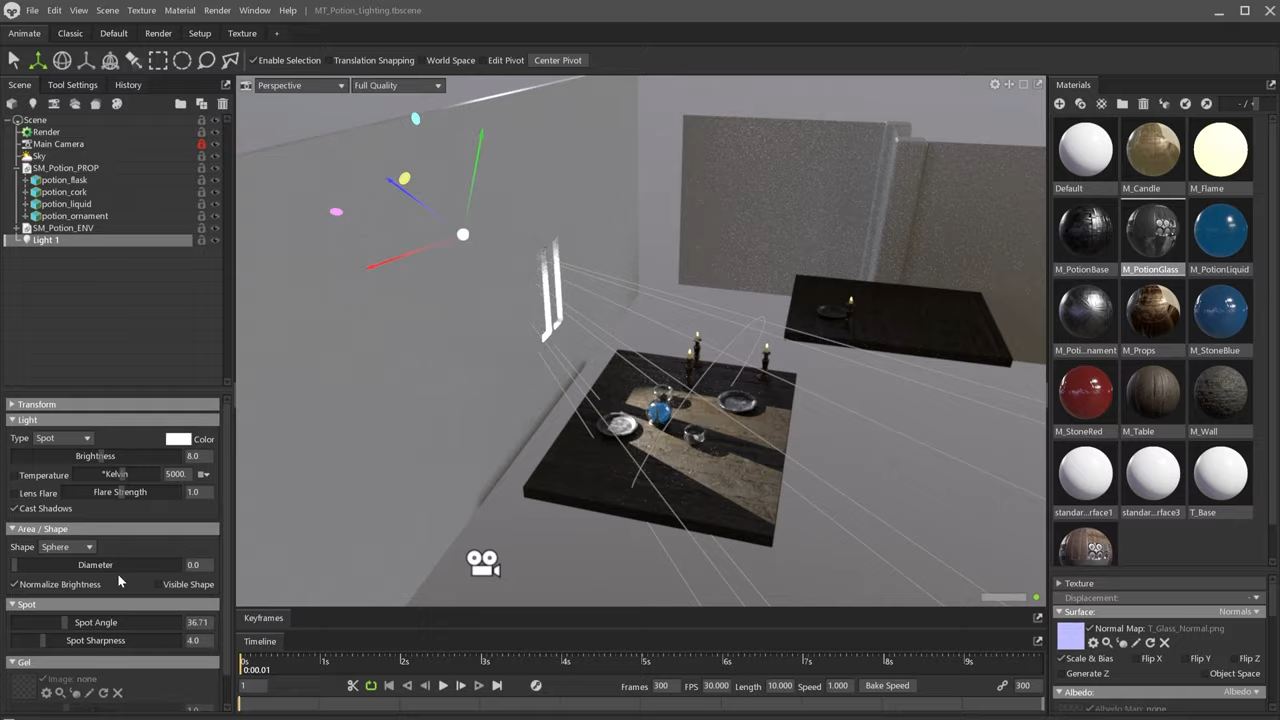 File Edit View Scene Texture Material Render Window Help MT_Potion_Lighting.tbscene
Animate Classic Default Render Setup Texture +
Enable Selection Translation Snapping World Space Edit Pivot Center Pivot
Scene Tool Settings History
Perspective Full Quality
Materials
Scene
Render
Main Camera
Sky
SM_Potion_PROP
potion_flask
potion_cork
potion_liquid
potion_ornament
SM_Potion_ENV
Light 1
Default M_Candle M_Flame
M_PotionBase M_PotionGlass M_PotionLiquid
M_Poti...nament M_Props M_StoneBlue
M_StoneRed M_Table M_Wall
standar...rface1 standar...rface3 T_Base
Transform
Light
Type Spot Color
Brightness 8.0
Temperature °Kelvin 5000.
Lens Flare Flare Strength 1.0
Cast Shadows
Area / Shape
Shape Sphere
Diameter 0.0
Normalize Brightness Visible Shape
Spot
Spot Angle 36.71
Spot Sharpness 4.0
Gel
Image: none
Keyframes
Timeline
0s 1s 2s 3s 4s 5s 6s 7s 8s 9s
0:00.01
1 Frames 300 FPS 30.000 Length 10.000 Speed 1.000 Bake Speed 300
Texture
Displacement:
Surface: Normals
Normal Map: T_Glass_Normal.png
Scale & Bias Flip X Flip Y Flip Z
Generate Z Object Space
Albedo: Albedo
Albedo Map: none